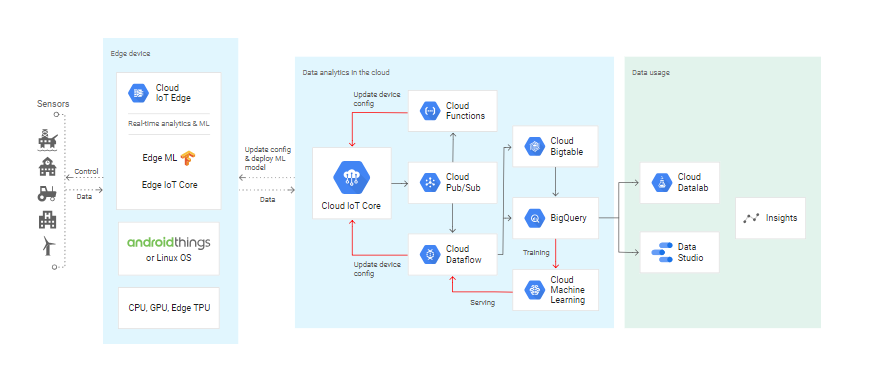 Sensors
Control
Data
Edge device
Cloud
IoT Edge
Real-time analytics & ML
Edge ML
Edge IoT Core
androidthings
or Linux OS
CPU, GPU, Edge TPU
Update config
& deploy ML
model
Data
Data analytics in the cloud
Update device
config
Cloud IoT Core
Update device
config
Cloud
Functions
Cloud
Pub/Sub
Cloud
Dataflow
Cloud
Bigtable
BigQuery
Training
Cloud
Machine
Learning
Serving
Data usage
Cloud
Datalab
Data
Studio
Insights